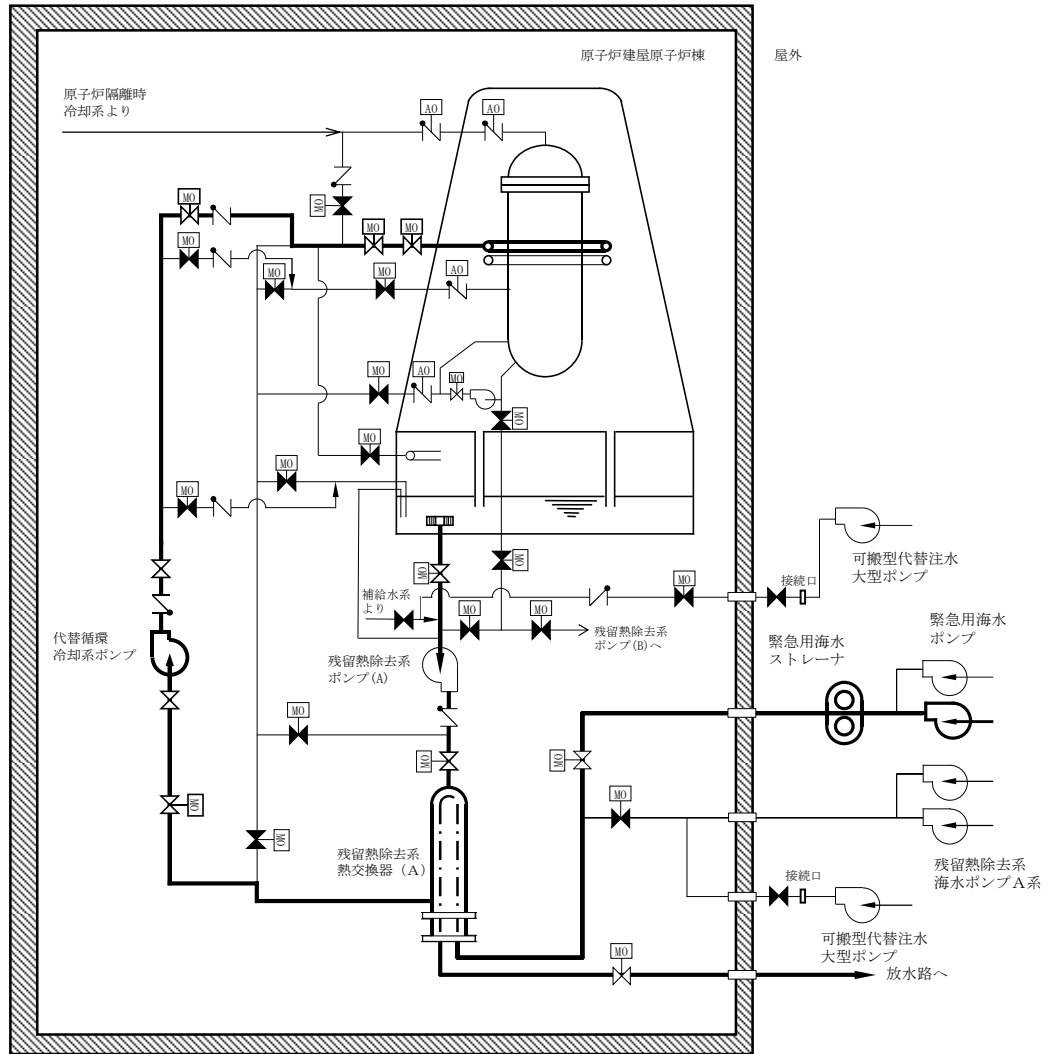 原子炉建屋原子炉棟
屋外
原子炉隔離時
冷却系より
AO
AO
MO
MO
MO
MO
MO
AO
MO
MO
MO
AO
MO
MO
MO
MO
MO
MO
MO
MO
補給水系
より
MO
MO
MO
残留熱除去系
ポンプ(B)へ
接続口
可搬型代替注水
大型ポンプ
代替循環
冷却系ポンプ
残留熱除去系
ポンプ(A)
緊急用海水
ストレーナ
緊急用海水
ポンプ
MO
MO
MO
MO
MO
MO
残留熱除去系
熱交換器（A）
残留熱除去系
海水ポンプA系
接続口
可搬型代替注水
大型ポンプ
MO
放水路へ